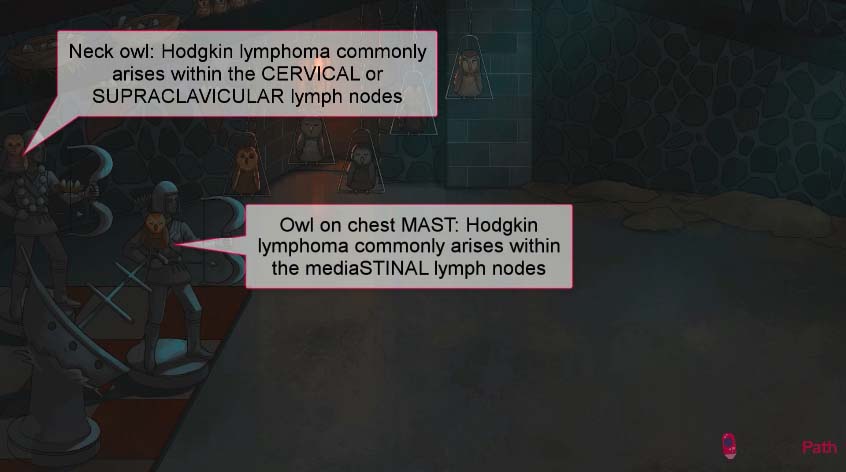 Neck owl: Hodgkin lymphoma commonly
arises within the CERVICAL or
SUPRACLAVICULAR lymph nodes
Owl on chest MAST: Hodgkin
lymphoma commonly arises within
the mediaSTINAL lymph nodes
Path